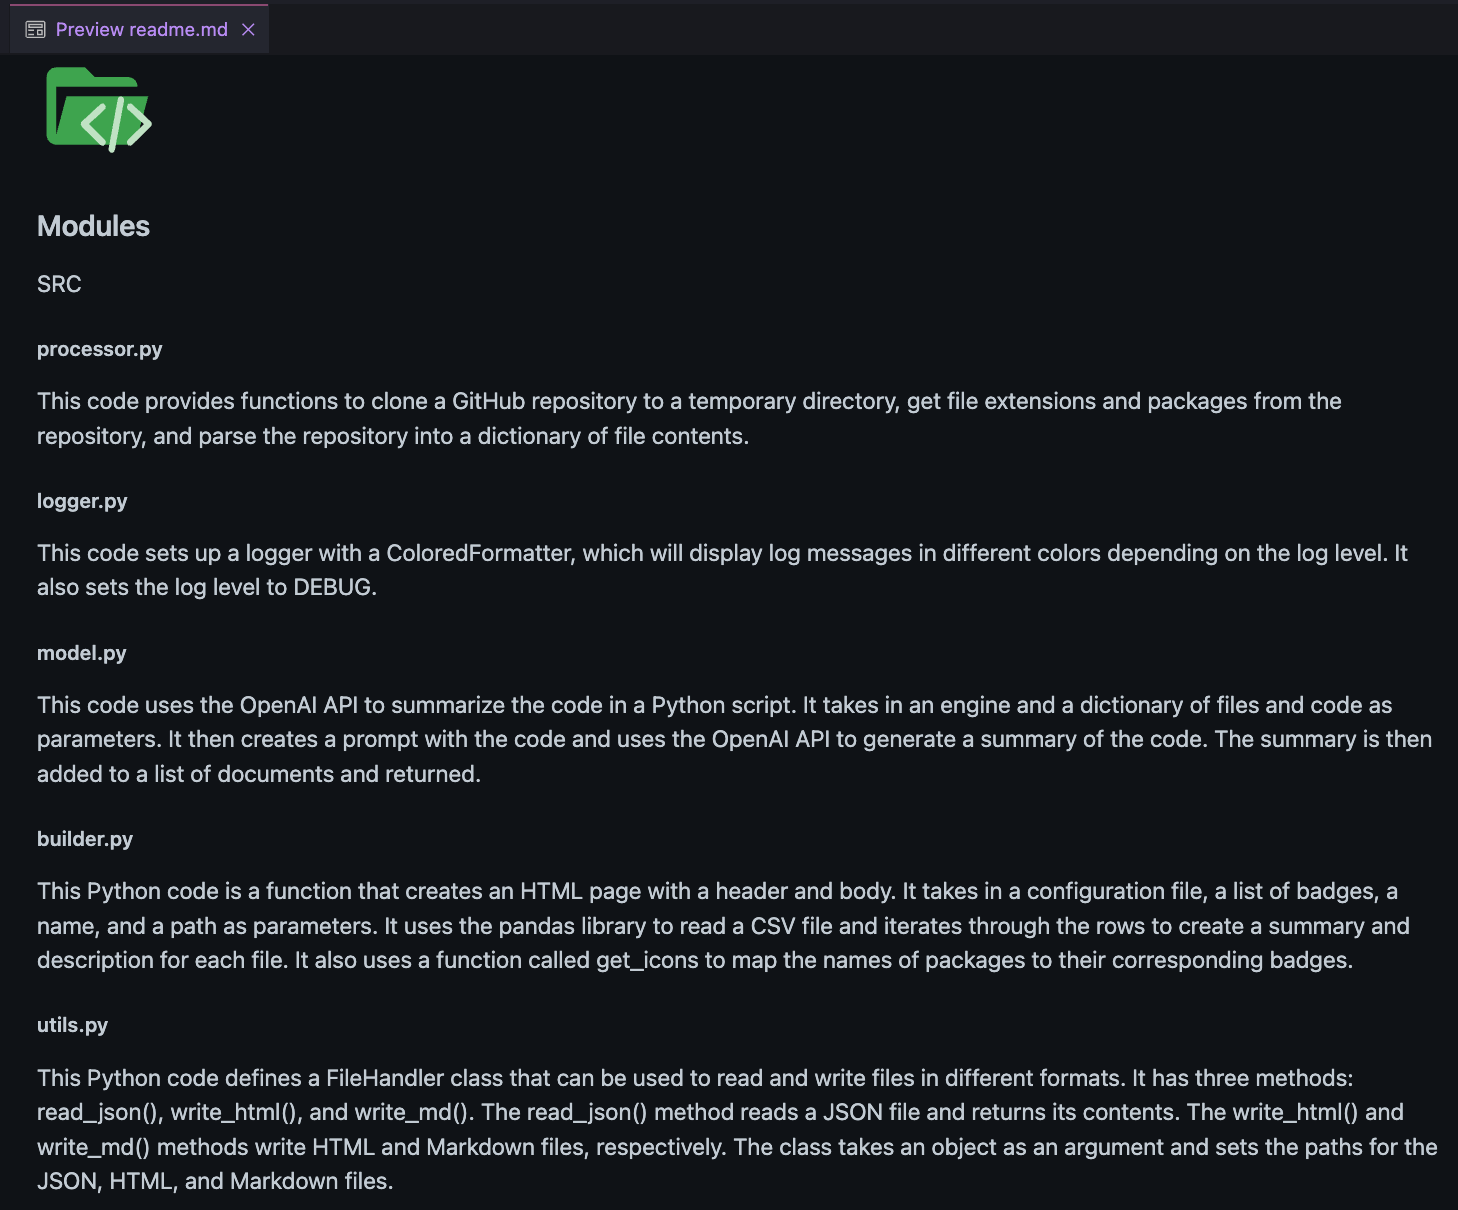 Preview readme.md
</>
Modules
SRC
processor.py
This code provides functions to clone a GitHub repository to a temporary directory, get file extensions and packages from the
repository, and parse the repository into a dictionary of file contents.
logger.py
This code sets up a logger with a ColoredFormatter, which will display log messages in different colors depending on the log level. It
also sets the log level to DEBUG.
model.py
This code uses the OpenAI API to summarize the code in a Python script. It takes in an engine and a dictionary of files and code as
parameters. It then creates a prompt with the code and uses the OpenAI API to generate a summary of the code. The summary is then
added to a list of documents and returned.
builder.py
This Python code is a function that creates an HTML page with a header and body. It takes in a configuration file, a list of badges, a
name, and a path as parameters. It uses the pandas library to read a CSV file and iterates through the rows to create a summary and
description for each file. It also uses a function called get_icons to map the names of packages to their corresponding badges.
utils.py
This Python code defines a FileHandler class that can be used to read and write files in different formats. It has three methods:
read_json(), write_html(), and write_md(). The read_json() method reads a JSON file and returns its contents. The write_html() and
write_md() methods write HTML and Markdown files, respectively. The class takes an object as an argument and sets the paths for the
JSON, HTML, and Markdown files.